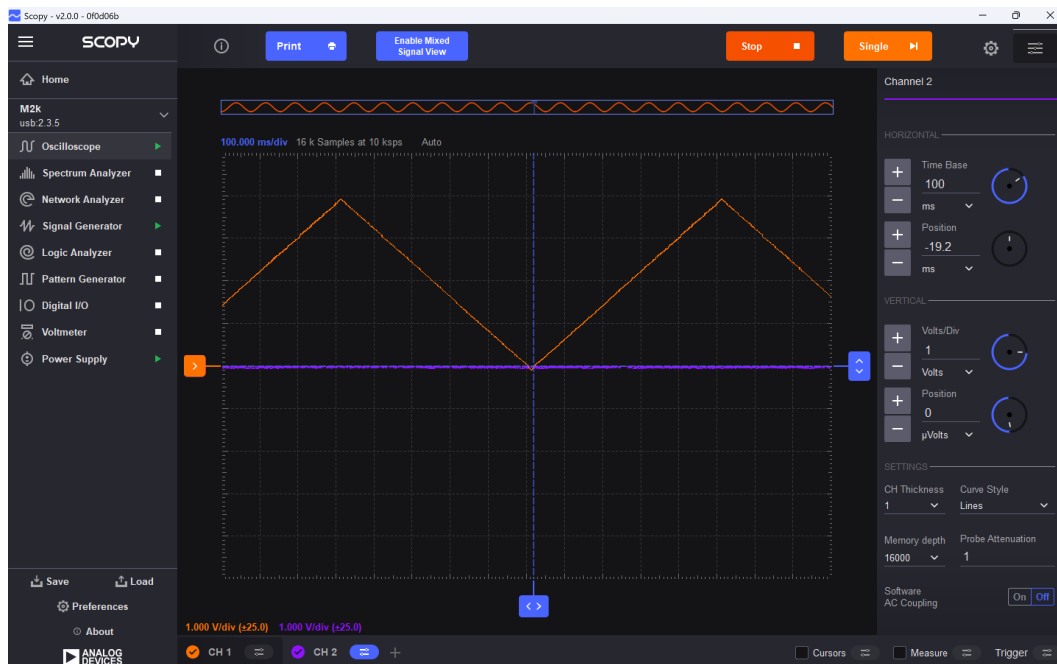 Scopy - v2.0.0 - 0f0d06b
SCOPY
Print
Enable Mixed
Signal View
Stop
Single
Home
M2k
usb:2.3.5
Oscilloscope
Spectrum Analyzer
Network Analyzer
Signal Generator
Logic Analyzer
Pattern Generator
Digital I/O
Voltmeter
Power Supply
Save
Load
Preferences
About
ANALOG
DEVICES
100.000 ms/div 16 k Samples at 10 ksps Auto
1.000 V/div (±25.0) 1.000 V/div (±25.0)
CH 1
CH 2
Cursors
Measure
Trigger
Channel 2
HORIZONTAL
Time Base
100
ms
Position
-19.2
ms
VERTICAL
Volts/Div
1
Volts
Position
0
µVolts
SETTINGS
CH Thickness Curve Style
1 Lines
Memory depth Probe Attenuation
16000 1
Software
AC Coupling
On Off